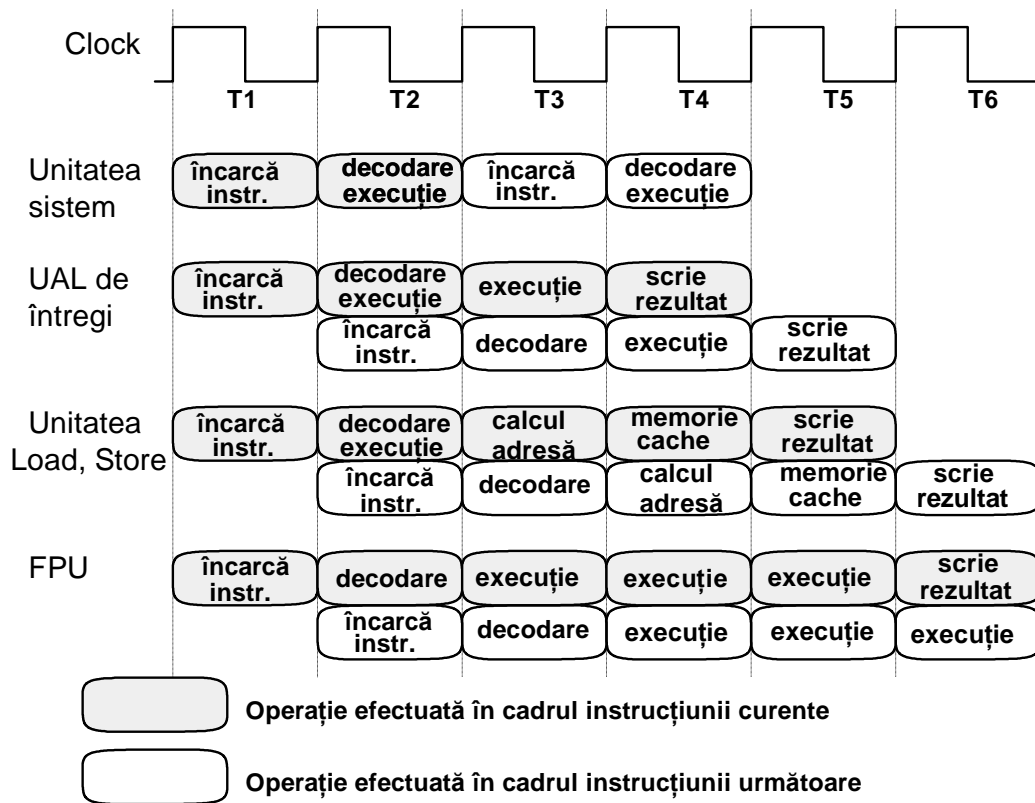 Clock
T1 T2 T3 T4 T5 T6
Unitatea
sistem
încarcă
instr.
decodare
execuție
încarcă
instr.
decodare
execuție
UAL de
întregi
încarcă
instr.
decodare
execuție
execuție
scrie
rezultat
încarcă
instr.
decodare
execuție
scrie
rezultat
Unitatea
Load, Store
încarcă
instr.
decodare
execuție
calcul
adresă
memorie
cache
scrie
rezultat
încarcă
instr.
decodare
calcul
adresă
memorie
cache
scrie
rezultat
FPU
încarcă
instr.
decodare
execuție
execuție
execuție
scrie
rezultat
încarcă
instr.
decodare
execuție
execuție
execuție
Operație efectuată în cadrul instrucțiunii curente
Operație efectuată în cadrul instrucțiunii următoare